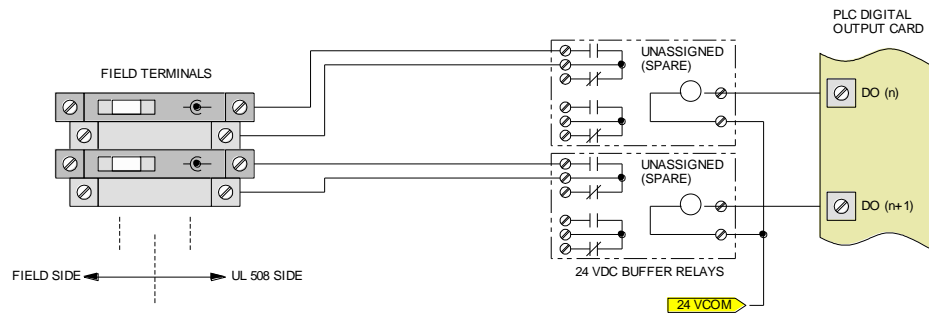 PLC DIGITAL
OUTPUT CARD
UNASSIGNED
(SPARE)
FIELD TERMINALS
DO (n)
UNASSIGNED
(SPARE)
DO (n+1)
FIELD SIDE
UL 508 SIDE
24 VDC BUFFER RELAYS
24 VCOM